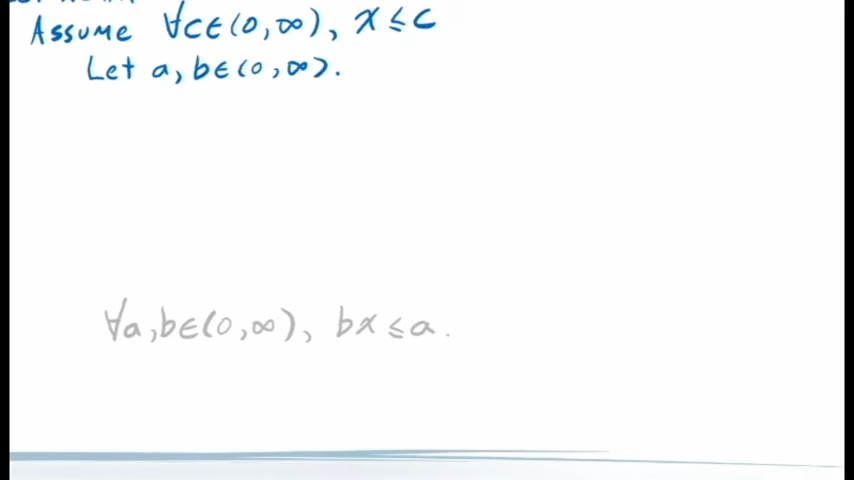 Assume ∀c∈(0,∞), x≤c
Let a,b∈(0,∞).
∀a,b∈(0,∞), bx≤a.